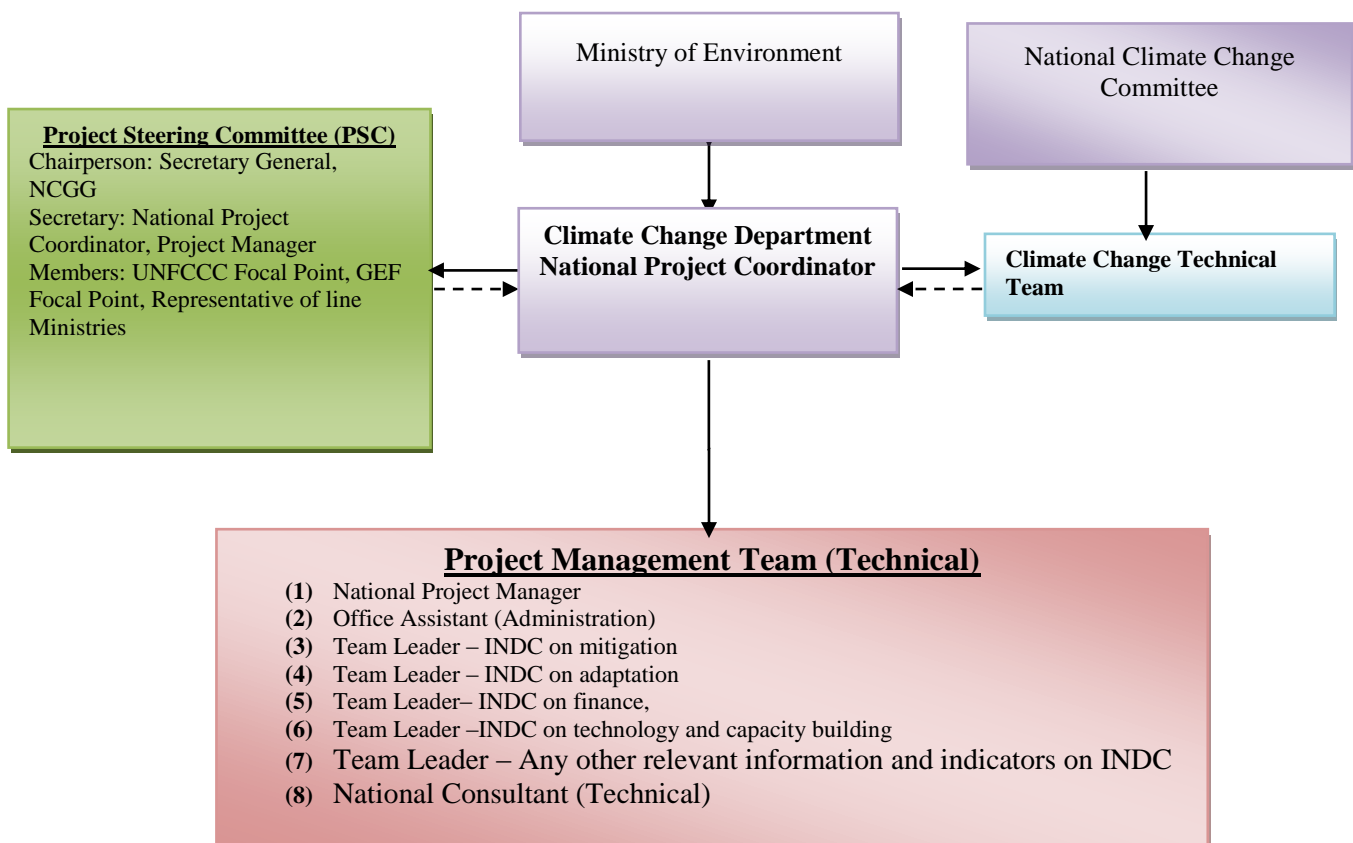 Ministry of Environment
National Climate Change
Committee
Project Steering Committee (PSC)
Chairperson: Secretary General,
NCGG
Secretary: National Project
Coordinator, Project Manager
Members: UNFCCC Focal Point, GEF
Focal Point, Representative of line
Ministries
Climate Change Department
National Project Coordinator
Climate Change Technical
Team
Project Management Team (Technical)
(1) National Project Manager
(2) Office Assistant (Administration)
(3) Team Leader – INDC on mitigation
(4) Team Leader – INDC on adaptation
(5) Team Leader– INDC on finance,
(6) Team Leader –INDC on technology and capacity building
(7) Team Leader – Any other relevant information and indicators on INDC
(8) National Consultant (Technical)